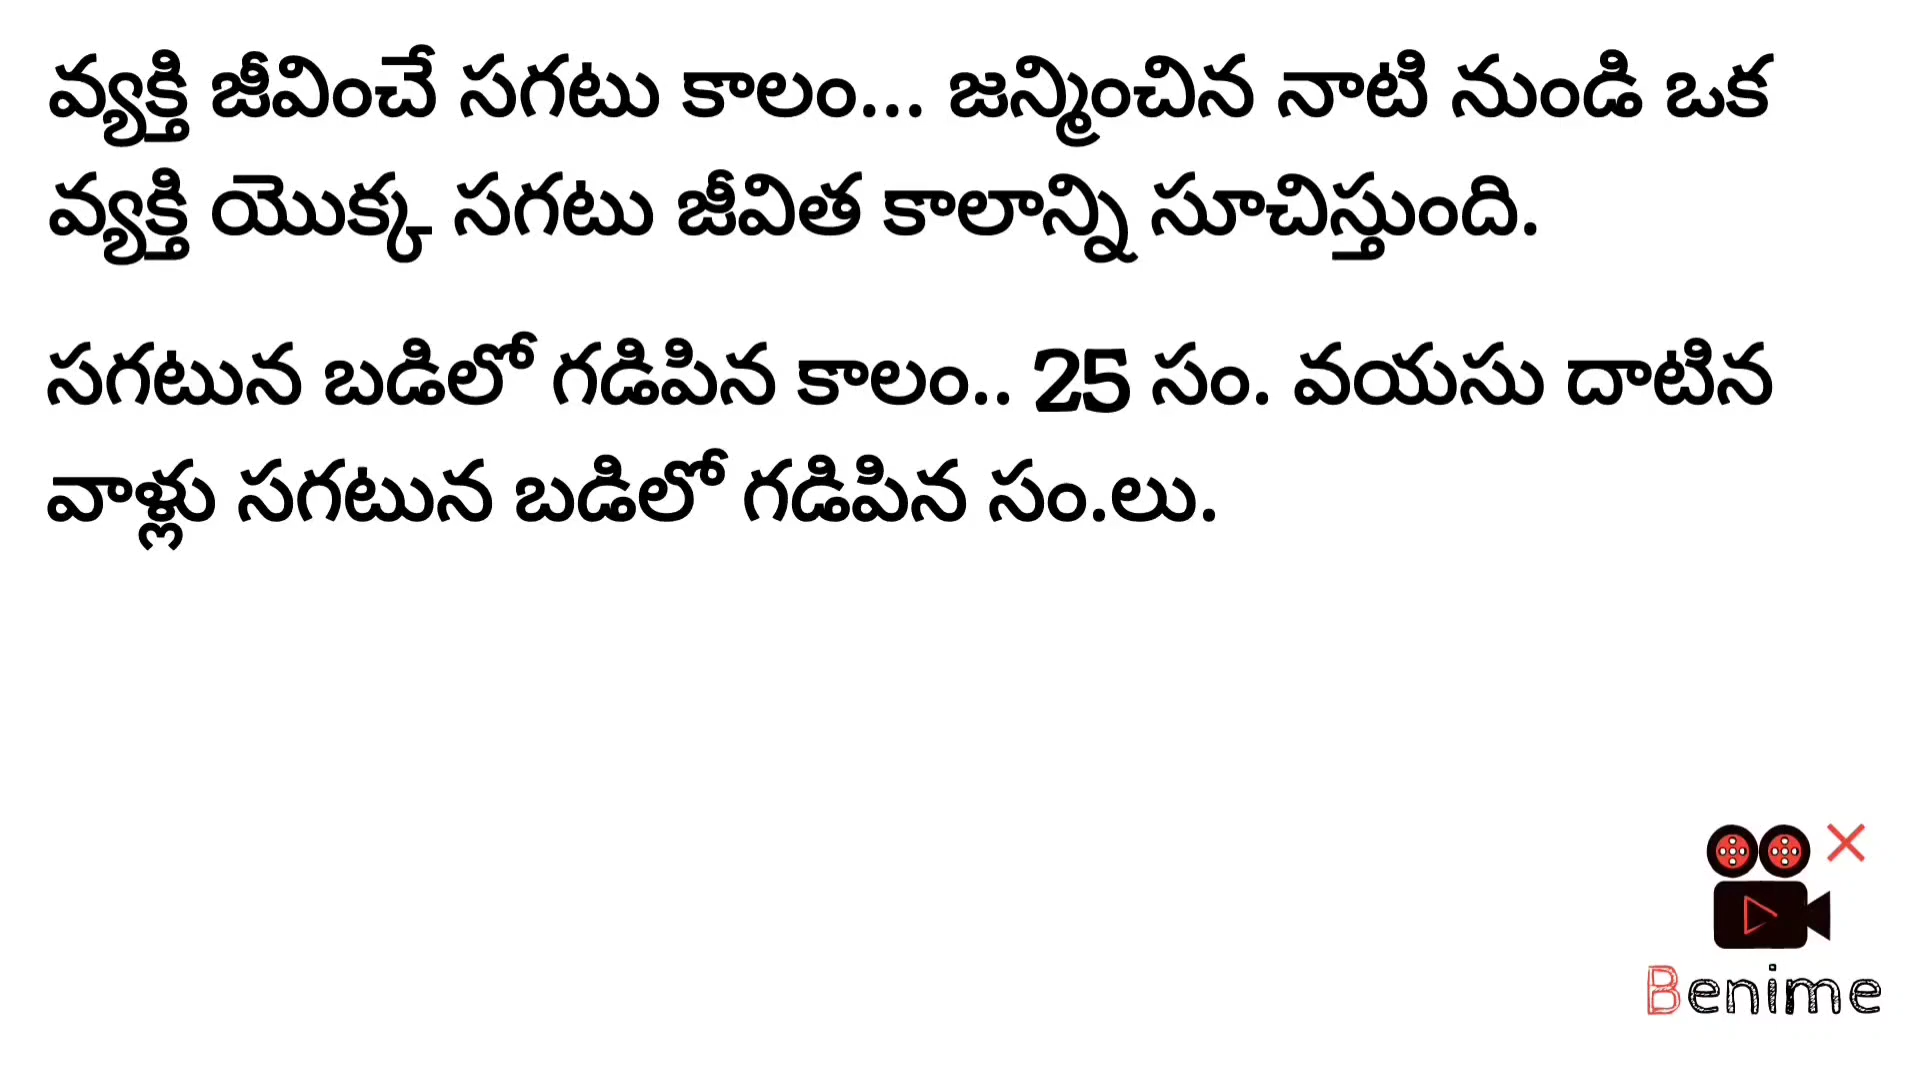 వ్యక్తి జీవించే సగటు కాలం... జన్మించిన నాటి నుండి ఒక
వ్యక్తి యొక్క సగటు జీవిత కాలాన్ని సూచిస్తుంది.
సగటున బడిలో గడిపిన కాలం.. 25 సం. వయసు దాటిన
వాళ్లు సగటున బడిలో గడిపిన సం.లు.
Benime